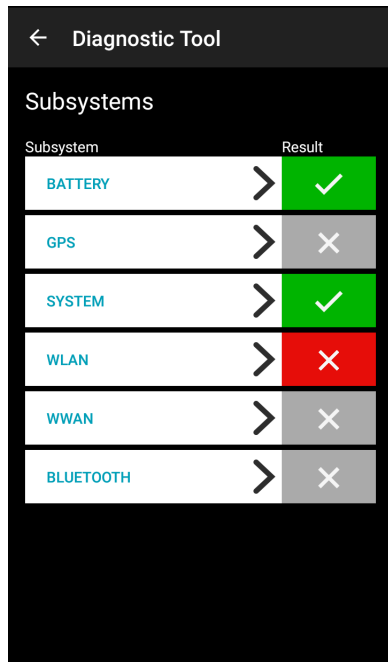 Diagnostic Tool
Subsystems
Subsystem Result
BATTERY
GPS
SYSTEM
WLAN
WWAN
BLUETOOTH